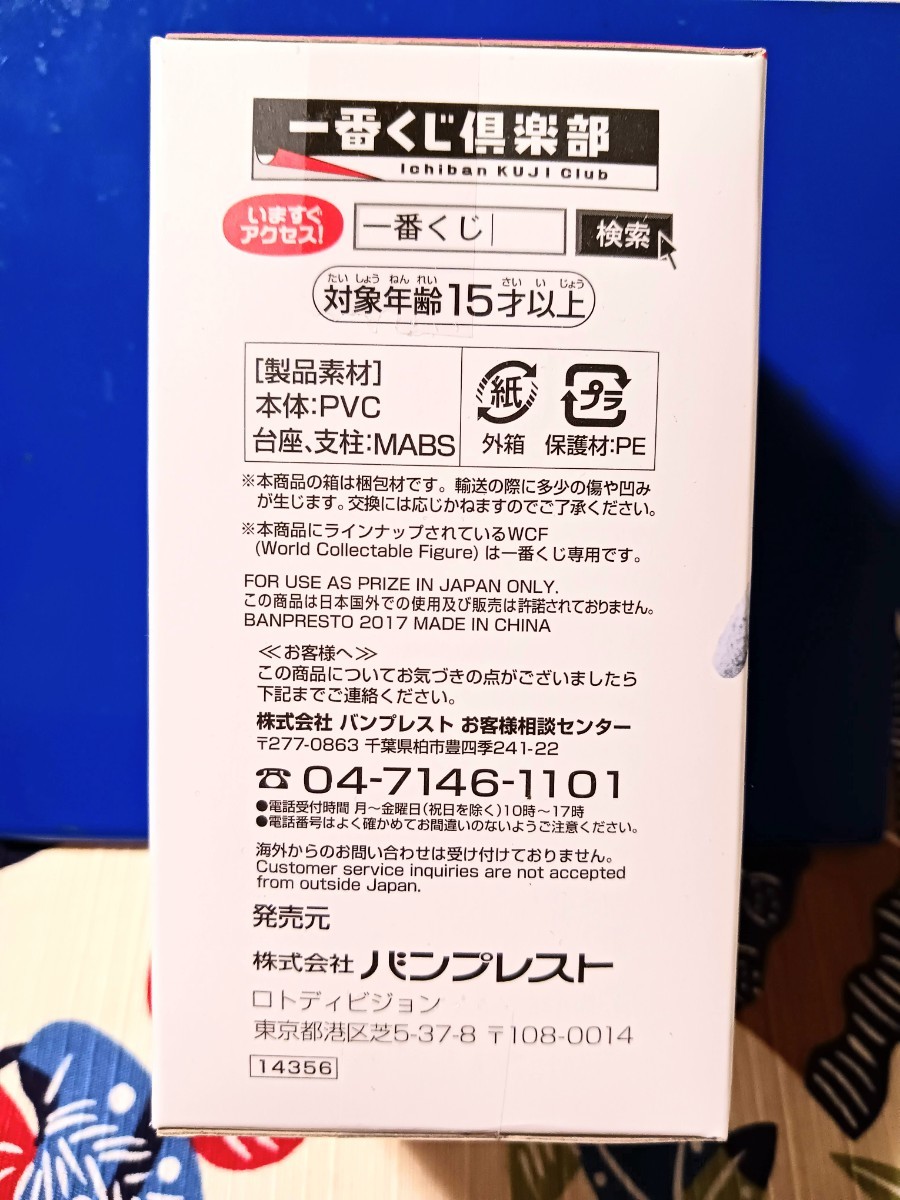 一番くじ倶楽部
Ichiban KUJI Club
いますぐ
アクセス!
一番くじ
検索
たいしょうねんれい さいいじょう
対象年齢15才以上
[製品素材]
本体:PVC
台座、支柱:MABS
紙
外箱
プラ
保護材:PE
※本商品の箱は梱包材です。輸送の際に多少の傷や凹み
が生じます。交換には応じかねますのでご了承ください。
※本商品にラインナップされているWCF
(World Collectable Figure) は一番くじ専用です。
FOR USE AS PRIZE IN JAPAN ONLY.
この商品は日本国外での使用及び販売は許諾されておりません。
BANPRESTO 2017 MADE IN CHINA
≪お客様へ≫
この商品についてお気づきの点がございましたら
下記までご連絡ください。
株式会社 バンプレスト お客様相談センター
〒277-0863 千葉県柏市豊四季241-22
☎ 04-7146-1101
●電話受付時間 月~金曜日(祝日を除く)10時~17時
●電話番号はよく確かめてお間違いのないようご注意ください。
海外からのお問い合わせは受け付けておりません。
Customer service inquiries are not accepted
from outside Japan.
発売元
株式会社 バンプレスト
ロトディビジョン
東京都港区芝5-37-8 〒108-0014
14356